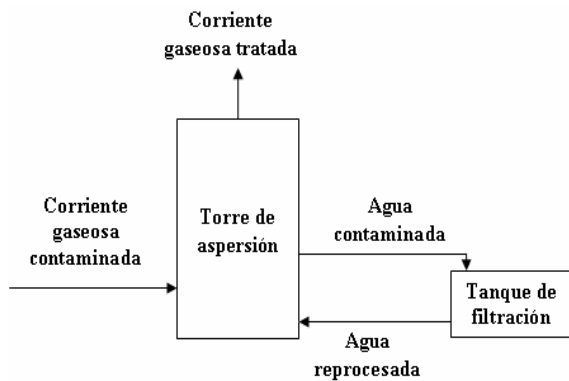 Corriente
gaseosa tratada
Corriente
gaseosa
contaminada
Torre de
aspersión
Agua
contaminada
Tanque de
filtración
Agua
reprocesada